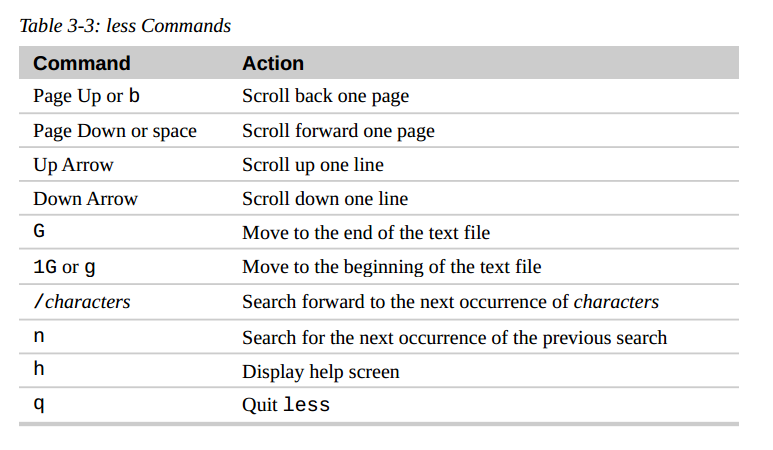 Table 3-3: less Commands
Command Action
Page Up or b Scroll back one page
Page Down or space Scroll forward one page
Up Arrow Scroll up one line
Down Arrow Scroll down one line
G Move to the end of the text file
1G or g Move to the beginning of the text file
/characters Search forward to the next occurrence of characters
n Search for the next occurrence of the previous search
h Display help screen
q Quit less